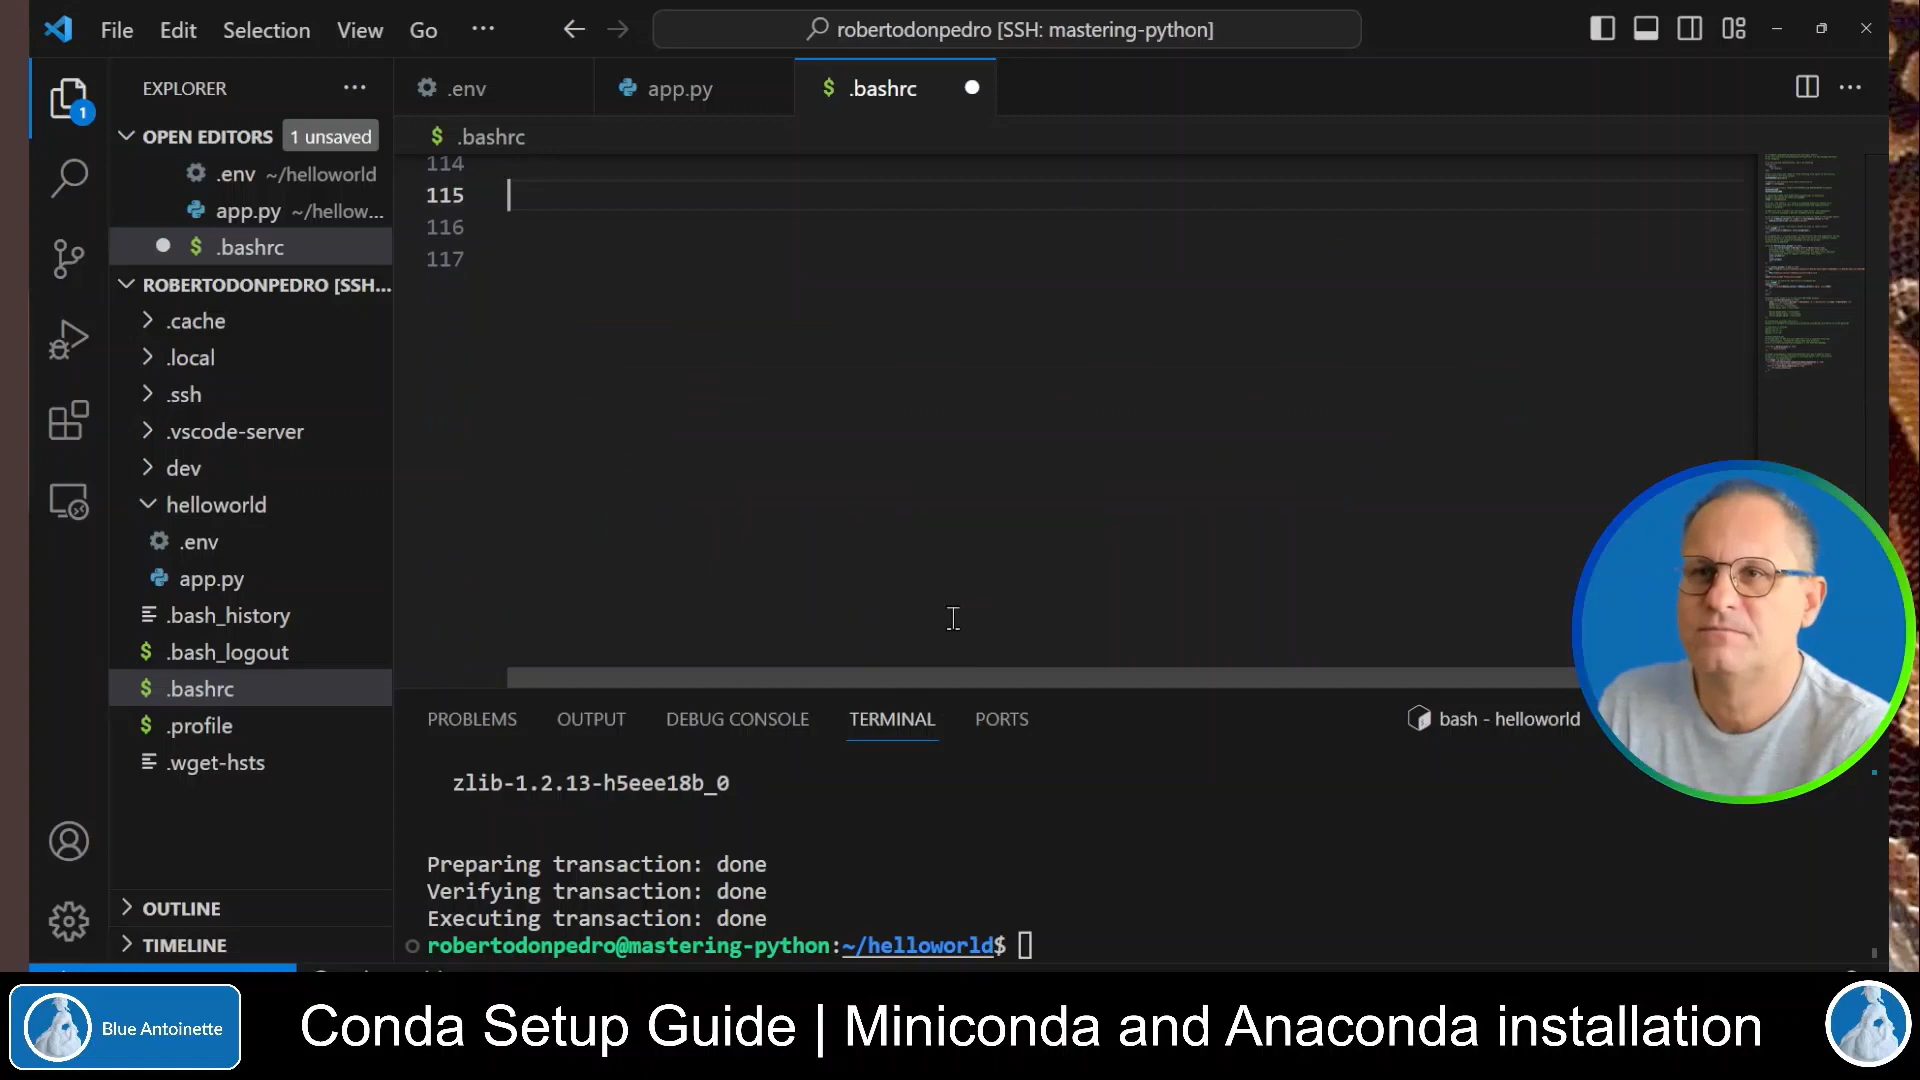 File Edit Selection View Go ···
robertodonpedro [SSH: mastering-python]
EXPLORER ···
1
OPEN EDITORS 1 unsaved
.env ~/helloworld
app.py ~/hellow...
.bashrc
ROBERTODONPEDRO [SSH...
.cache
.local
.ssh
.vscode-server
dev
helloworld
.env
app.py
.bash_history
.bash_logout
.bashrc
.profile
.wget-hsts
OUTLINE
TIMELINE
.env app.py .bashrc
.bashrc
114
115
116
117
PROBLEMS OUTPUT DEBUG CONSOLE TERMINAL PORTS
bash - helloworld
zlib-1.2.13-h5eee18b_0
Preparing transaction: done
Verifying transaction: done
Executing transaction: done
robertodonpedro@mastering-python:~/helloworld$
Blue Antoinette
Conda Setup Guide | Miniconda and Anaconda installation